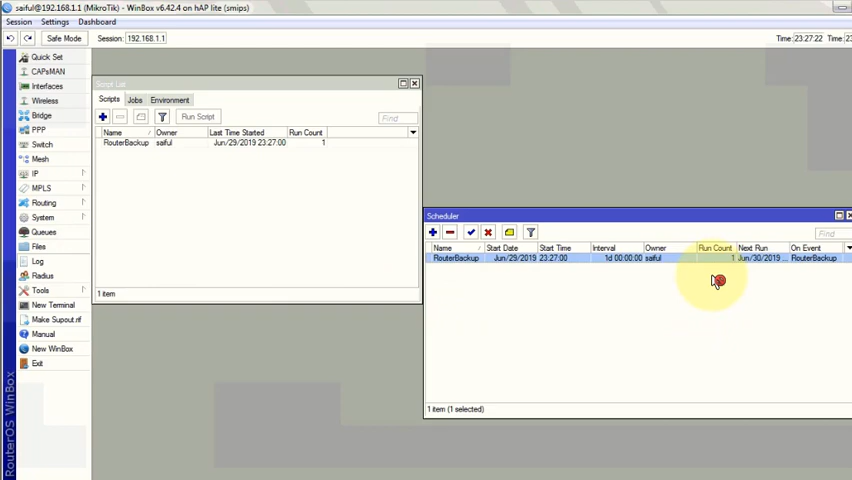 saiful@192.168.1.1 (MikroTik) - WinBox v6.42.4 on hAP lite (smips)
Session Settings Dashboard
Safe Mode Session: 192.168.1.1 Time: 23:27:22 Time: 23
Quick Set
CAPsMAN
Interfaces
Wireless
Bridge
PPP
Switch
Mesh
IP
MPLS
Routing
System
Queues
Files
Log
Radius
Tools
New Terminal
Make Supout.rif
Manual
New WinBox
Exit
RouterOS WinBox
Script List
Scripts Jobs Environment
Run Script Find
Name Owner Last Time Started Run Count
RouterBackup saiful Jun/29/2019 23:27:00 1
1 item
Scheduler
Find
Name Start Date Start Time Interval Owner Run Count Next Run On Event
RouterBackup Jun/29/2019 23:27:00 1d 00:00:00 saiful 1 Jun/30/2019 ... RouterBackup
1 item (1 selected)